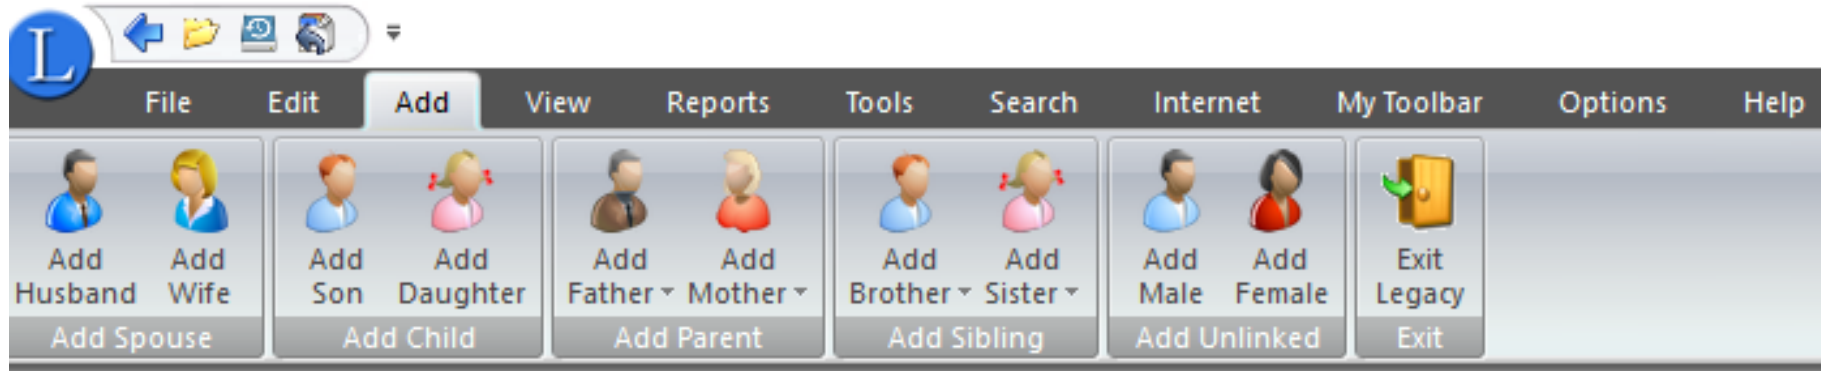 L
File Edit Add View Reports Tools Search Internet My Toolbar Options Help
Add Husband
Add Wife
Add Son
Add Daughter
Add Father
Add Mother
Add Brother
Add Sister
Add Male
Add Female
Exit Legacy
Add Spouse Add Child Add Parent Add Sibling Add Unlinked Exit